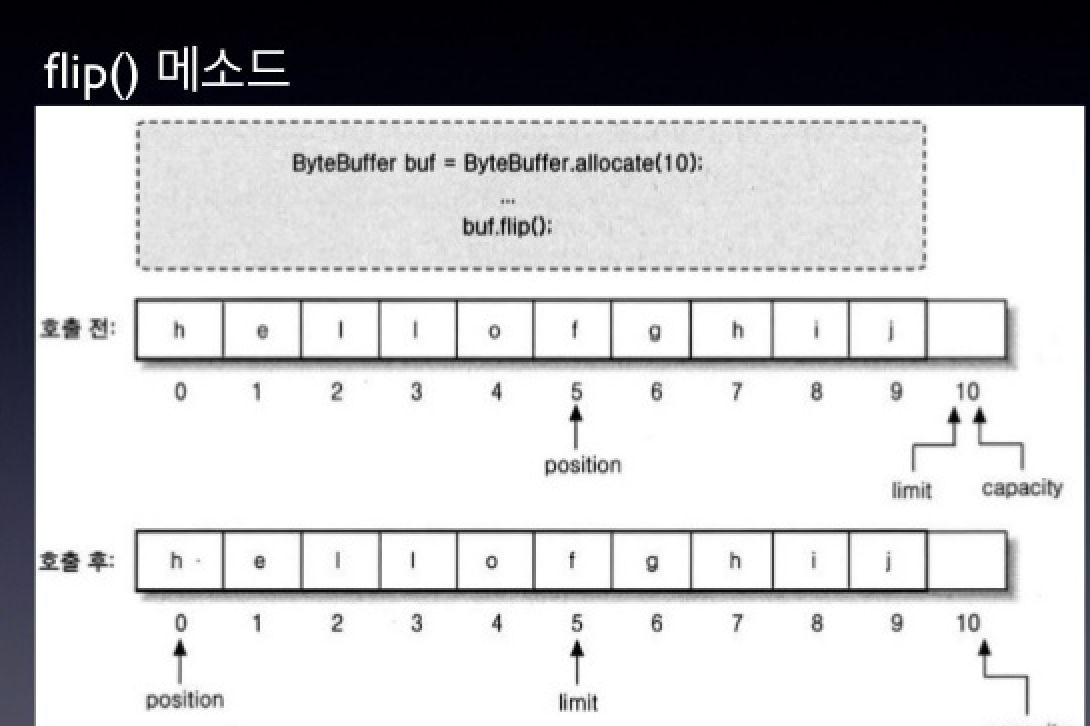 flip() 메소드
ByteBuffer buf = ByteBuffer.allocate(10);
...
buf.flip();
호출 전:
h e l l o f g h i j
0 1 2 3 4 5 6 7 8 9 10
position
limit capacity
호출 후:
h e l l o f g h i j
0 1 2 3 4 5 6 7 8 9 10
position limit